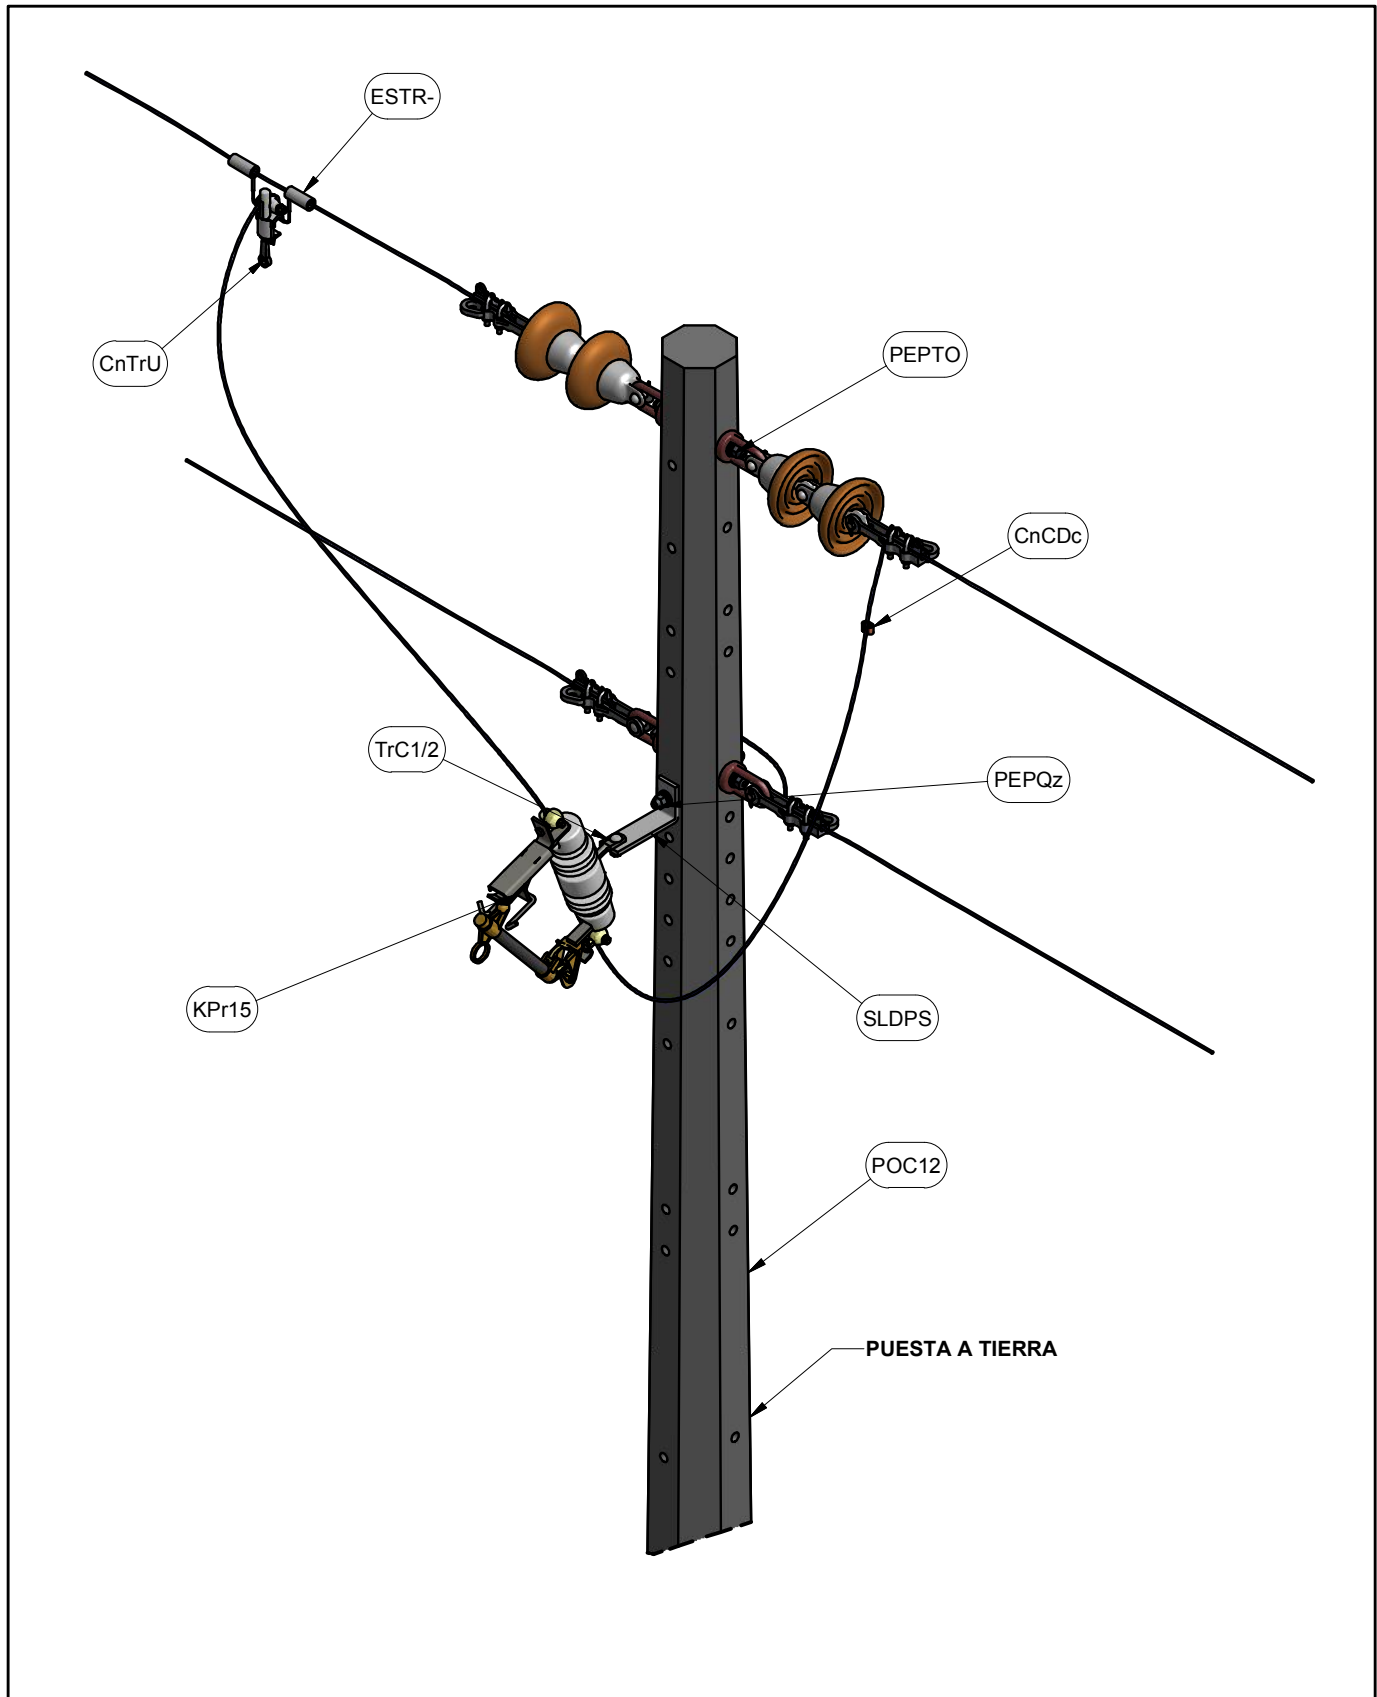 ESTR-
CnTrU
PEPTO
CnCDc
TrC1/2
PEPQz
KPr15
SLDPS
POC12
PUESTA A TIERRA